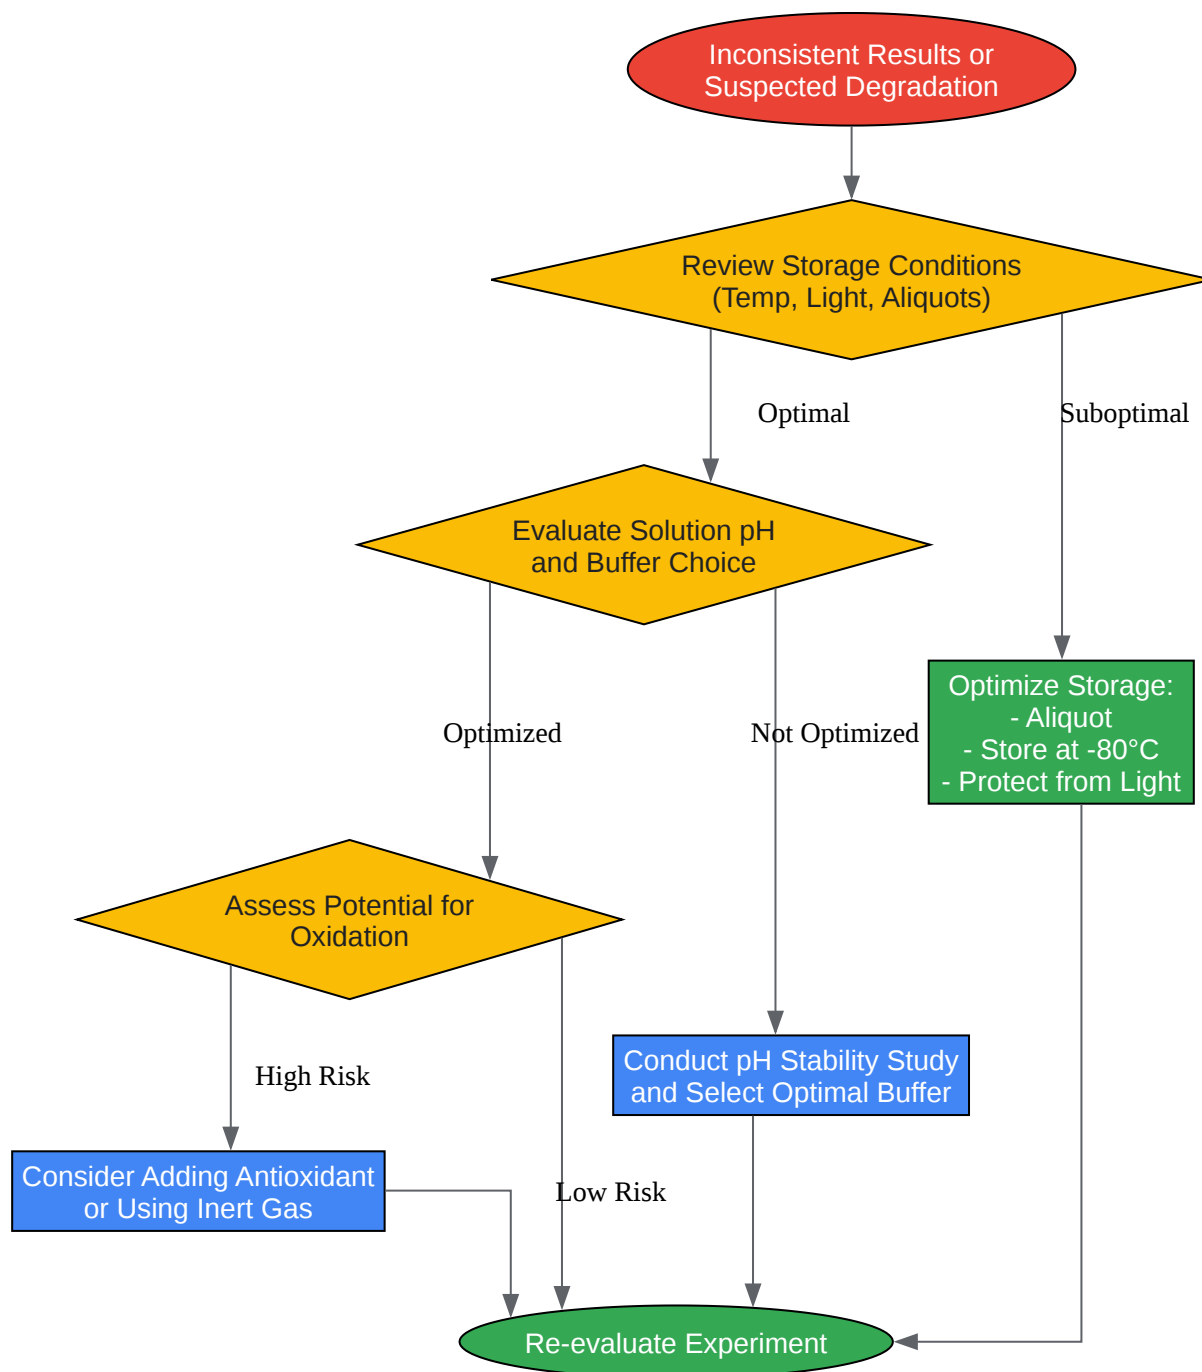 Inconsistent Results or
Suspected Degradation
Review Storage Conditions
(Temp, Light, Aliquots)
Optimal
Suboptimal
Evaluate Solution pH
and Buffer Choice
Optimize Storage:
- Aliquot
- Store at -80°C
- Protect from Light
Optimized
Not Optimized
Assess Potential for
Oxidation
High Risk
Conduct pH Stability Study
and Select Optimal Buffer
Consider Adding Antioxidant
or Using Inert Gas
Low Risk
Re-evaluate Experiment